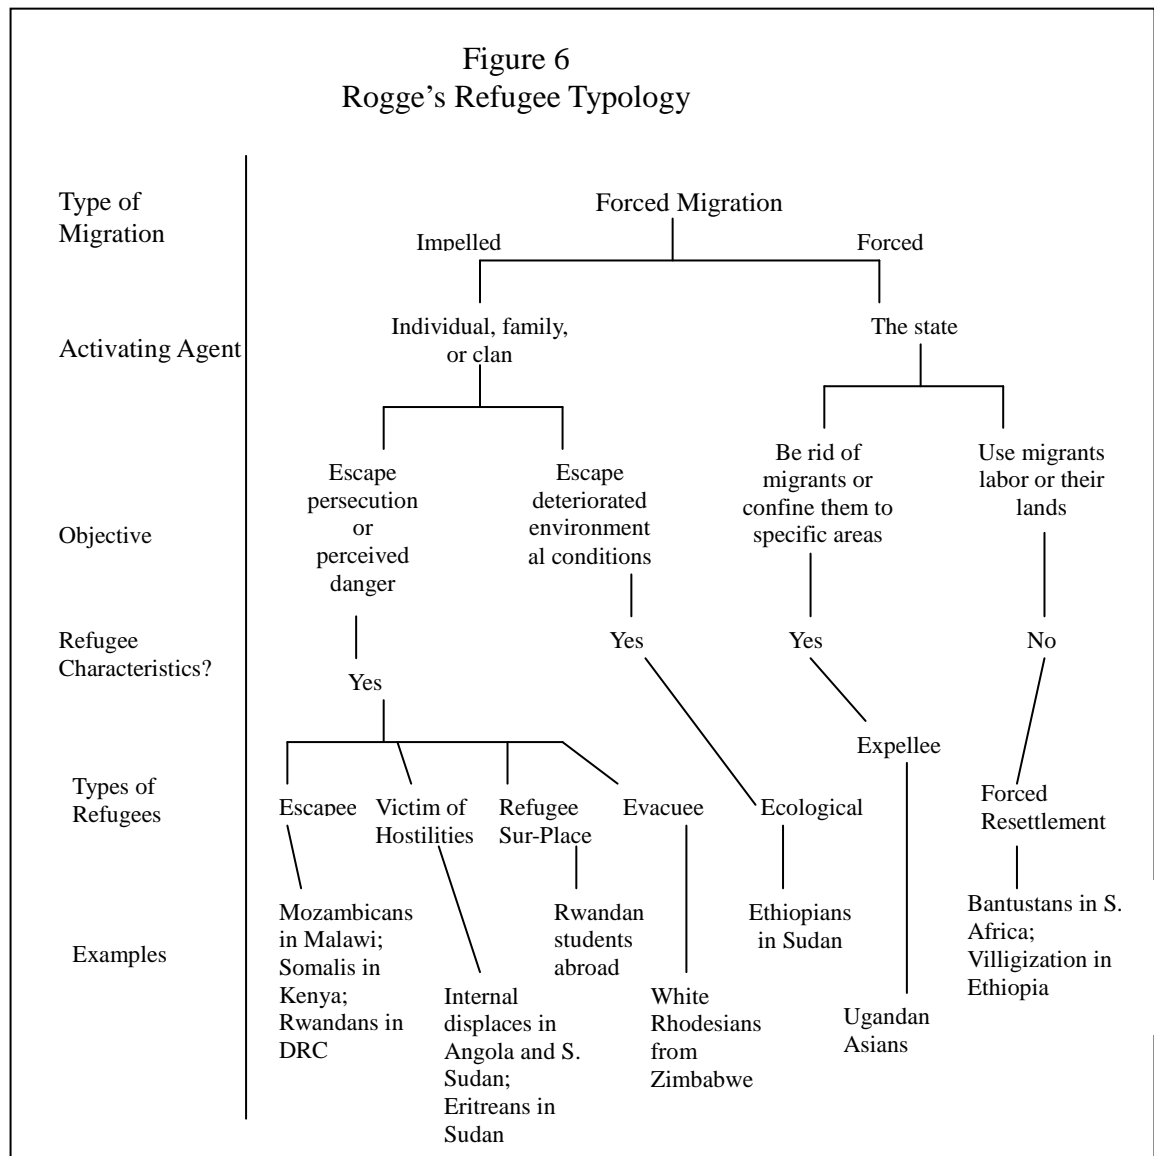 Figure 6
Rogge's Refugee Typology
Type of
Migration
Forced Migration
Impelled
Forced
Activating Agent
Individual, family,
or clan
The state
Objective
Escape
persecution
or
perceived
danger
Escape
deteriorated
environment
al conditions
Be rid of
migrants or
confine them to
specific areas
Use migrants
labor or their
lands
Refugee
Characteristics?
Yes
Yes
Yes
No
Types of
Refugees
Escapee
Victim of
Hostilities
Refugee
Sur-Place
Evacuee
Ecological
Expellee
Forced
Resettlement
Examples
Mozambicans
in Malawi;
Somalis in
Kenya;
Rwandans in
DRC
Internal
displaces in
Angola and S.
Sudan;
Eritreans in
Sudan
Rwandan
students
abroad
White
Rhodesians
from
Zimbabwe
Ethiopians
in Sudan
Ugandan
Asians
Bantustans in S.
Africa;
Villigization in
Ethiopia